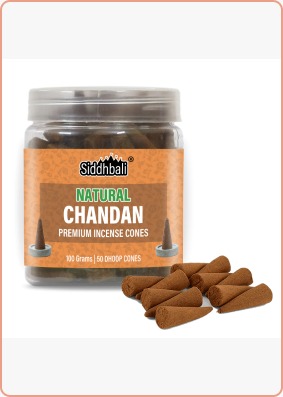 Siddhbali®
NATURAL
CHANDAN
PREMIUM INCENSE CONES
100 Grams | 50 DHOOP CONES